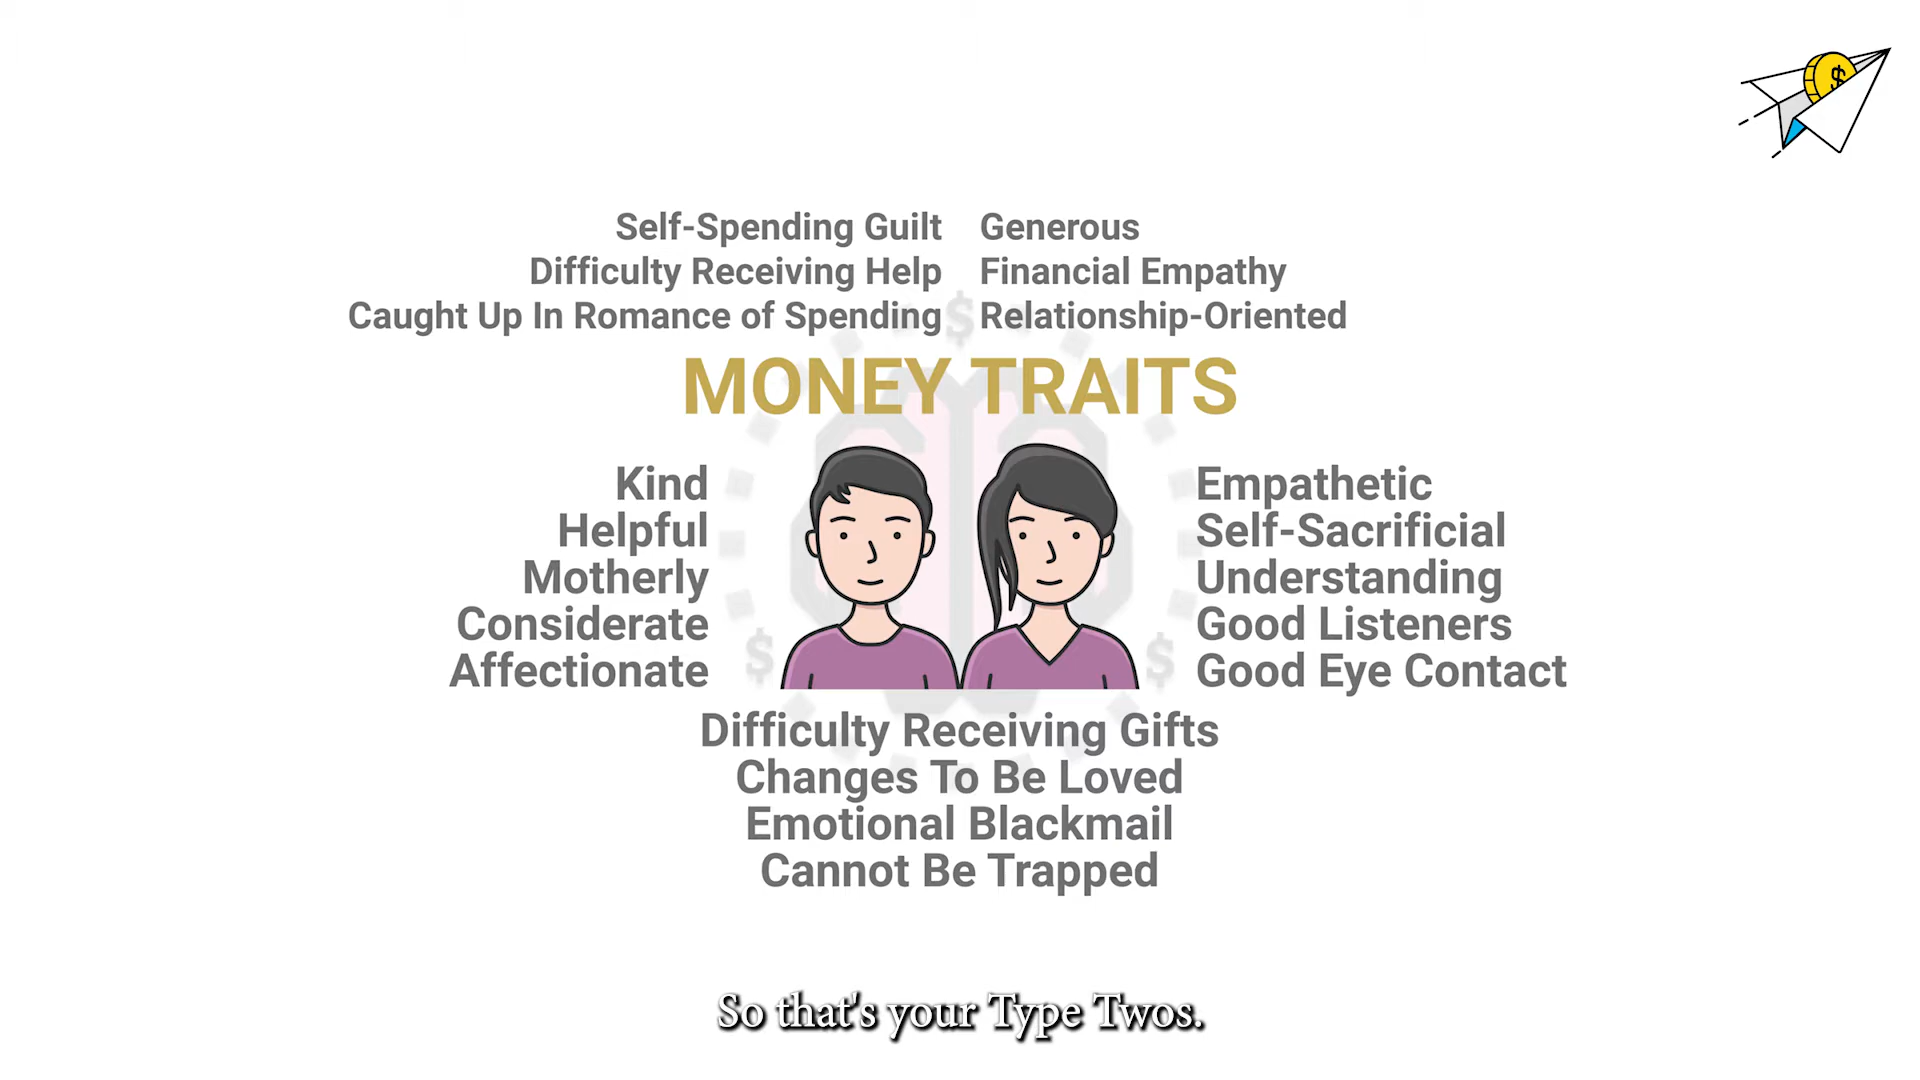 Self-Spending Guilt
Difficulty Receiving Help
Caught Up In Romance of Spending
Generous
Financial Empathy
Relationship-Oriented
MONEY TRAITS
Kind
Helpful
Motherly
Considerate
Affectionate
Empathetic
Self-Sacrificial
Understanding
Good Listeners
Good Eye Contact
Difficulty Receiving Gifts
Changes To Be Loved
Emotional Blackmail
Cannot Be Trapped
So that's your Type Twos.